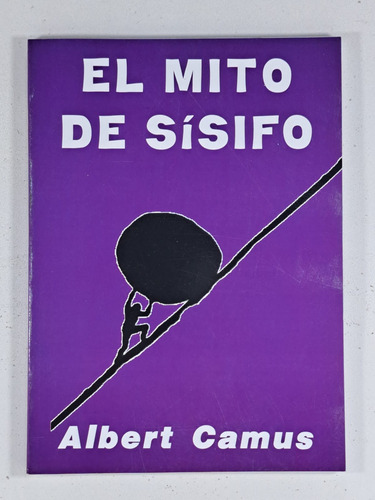 EL MITO
DE SíSIFO
Albert Camus